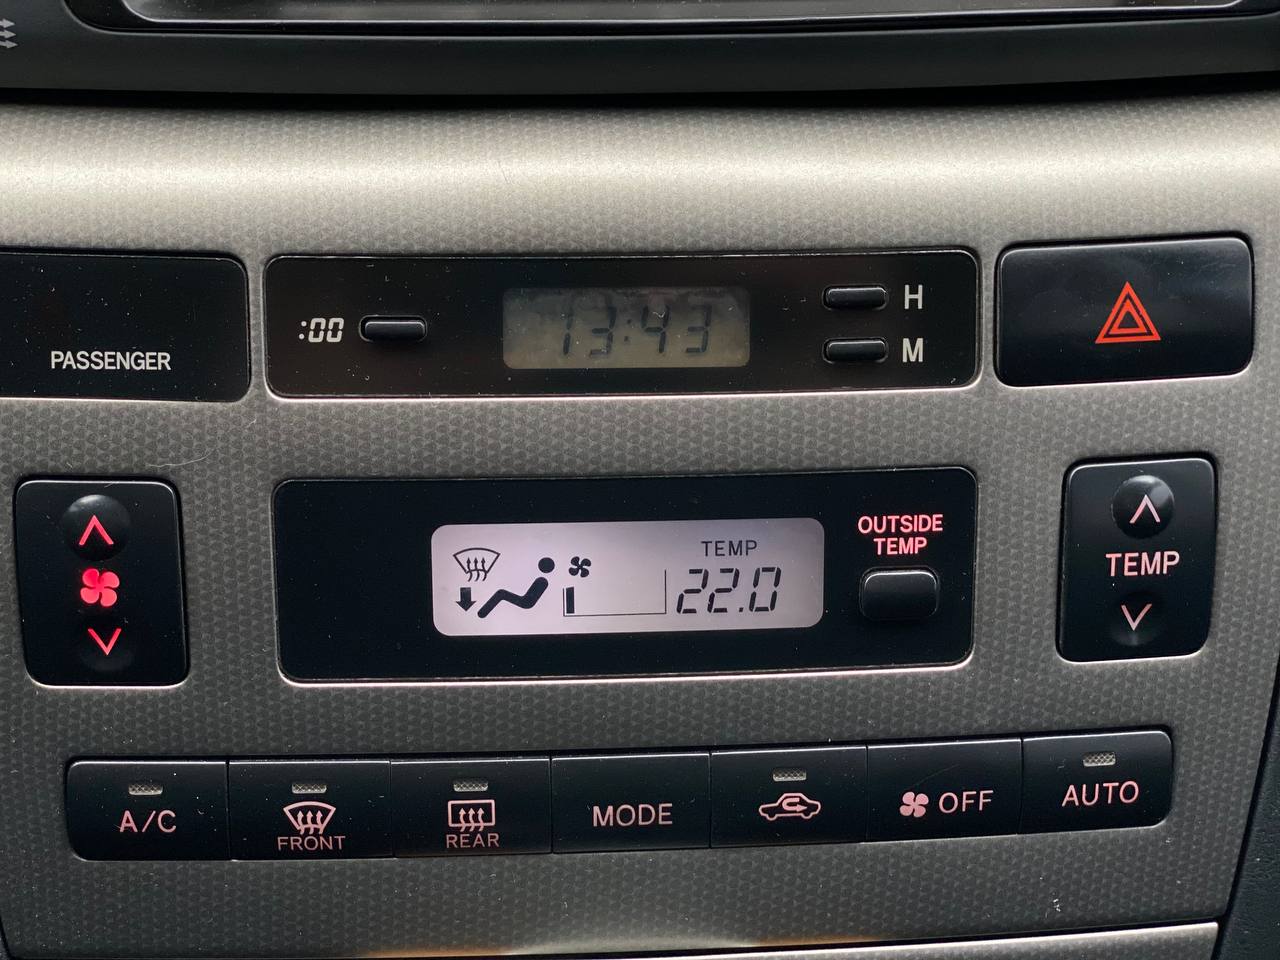 PASSENGER
:00
13:43
H
M
TEMP
22.0
OUTSIDE
TEMP
TEMP
A/C
FRONT
REAR
MODE
OFF
AUTO